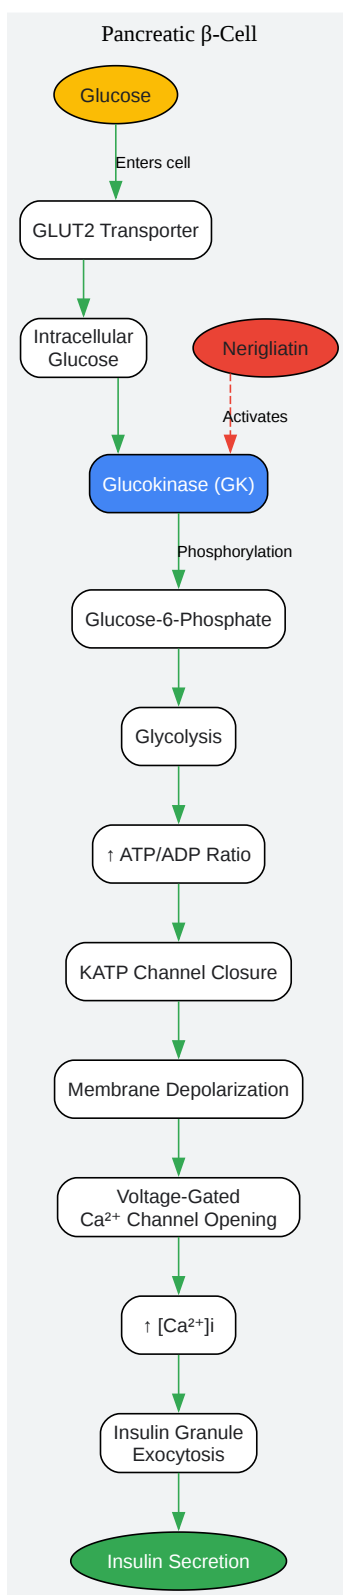 Pancreatic β-Cell
Glucose
Enters cell
GLUT2 Transporter
Intracellular
Glucose
Nerigliatin
Activates
Glucokinase (GK)
Phosphorylation
Glucose-6-Phosphate
Glycolysis
↑ ATP/ADP Ratio
KATP Channel Closure
Membrane Depolarization
Voltage-Gated
Ca²⁺ Channel Opening
↑ [Ca²⁺]i
Insulin Granule
Exocytosis
Insulin Secretion